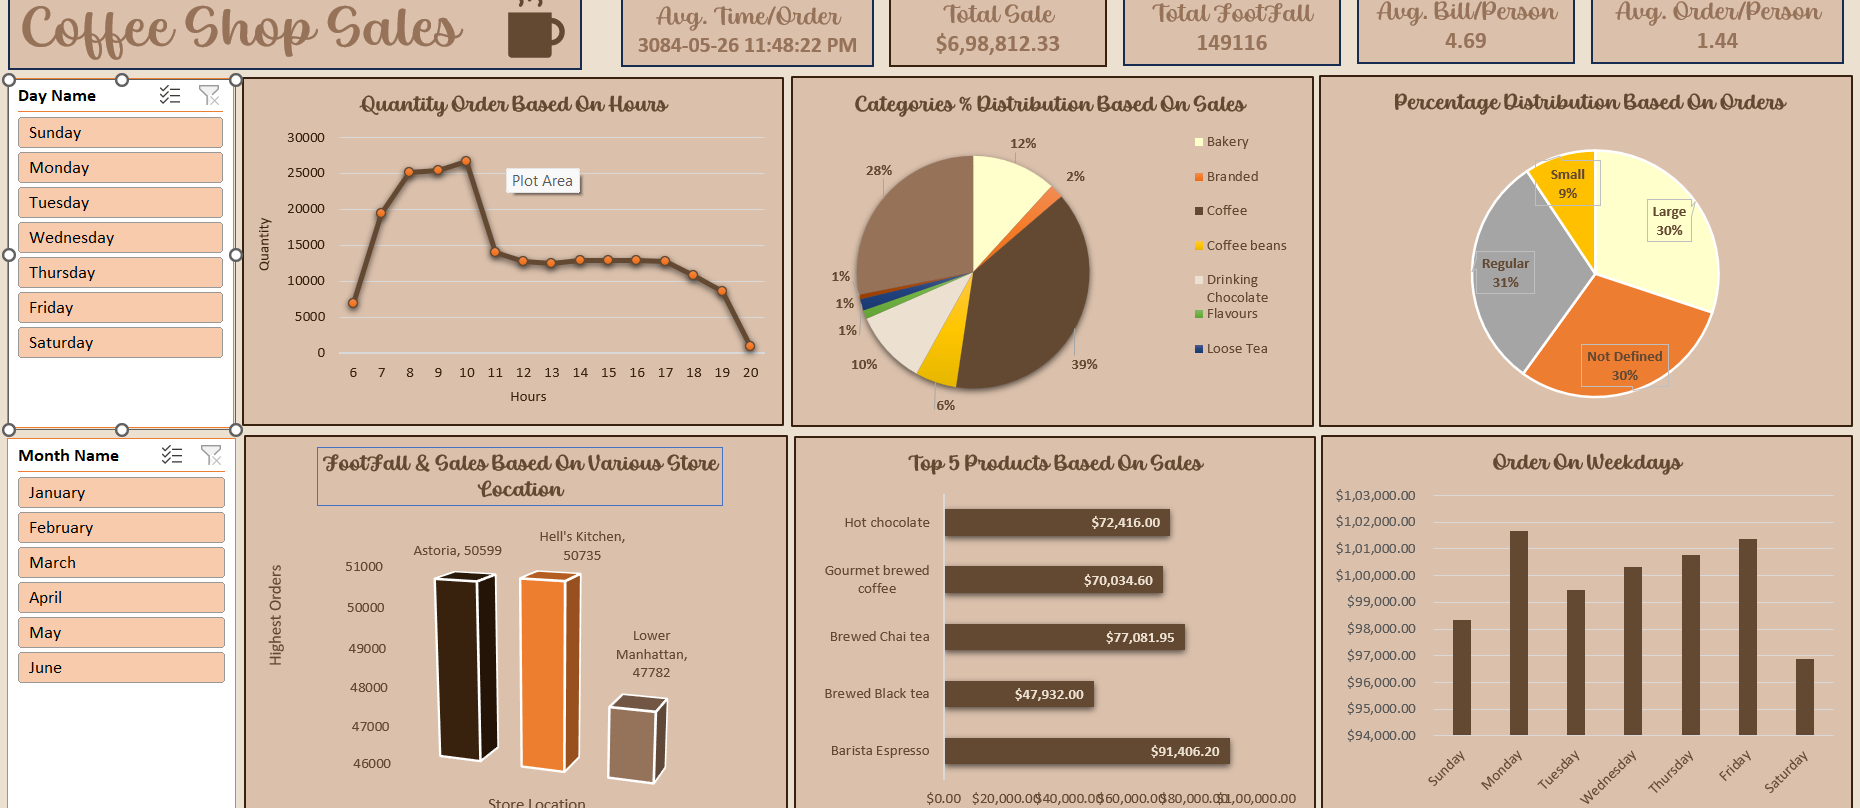 Coffee Shop Sales
Avg. Time/Order
3084-05-26 11:48:22 PM
Total Sale
$6,98,812.33
Total FootFall
149116
Avg. Bill/Person
4.69
Avg. Order/Person
1.44
Day Name
Sunday
Monday
Tuesday
Wednesday
Thursday
Friday
Saturday
Quantity Order Based On Hours
30000
25000
20000
15000
10000
5000
0
Quantity
Plot Area
6 7 8 9 10 11 12 13 14 15 16 17 18 19 20
Hours
Categories % Distribution Based On Sales
12%
2%
39%
6%
10%
1%
1%
1%
28%
Bakery
Branded
Coffee
Coffee beans
Drinking
Chocolate
Flavours
Loose Tea
Percentage Distribution Based On Orders
Small
9%
Large
30%
Regular
31%
Not Defined
30%
Month Name
January
February
March
April
May
June
FootFall & Sales Based On Various Store
Location
Highest Orders
51000
50000
49000
48000
47000
46000
Astoria, 50599
Hell's Kitchen,
50735
Lower
Manhattan,
47782
Store Location
Top 5 Products Based On Sales
Hot chocolate
$72,416.00
Gourmet brewed
coffee
$70,034.60
Brewed Chai tea
$77,081.95
Brewed Black tea
$47,932.00
Barista Espresso
$91,406.20
$0.00 $20,000.00 $40,000.00 $60,000.00 $80,000.00 $1,00,000.00
Order On Weekdays
$1,03,000.00
$1,02,000.00
$1,01,000.00
$1,00,000.00
$99,000.00
$98,000.00
$97,000.00
$96,000.00
$95,000.00
$94,000.00
Sunday
Monday
Tuesday
Wednesday
Thursday
Friday
Saturday